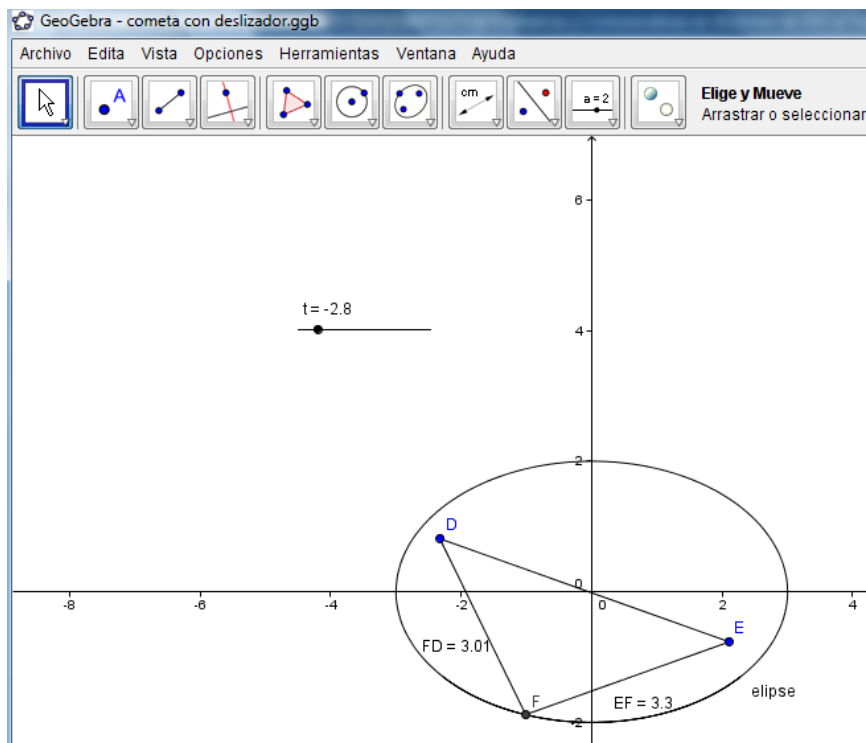 GeoGebra - cometa con deslizador.ggb
Archivo Edita Vista Opciones Herramientas Ventana Ayuda
A
cm
a = 2
Elige y Mueve
Arrastrar o seleccionar
6
t = -2.8
4
2
D
0
-8 -6 -4 -2 0 2 4
E
FD = 3.01
elipse
F
EF = 3.3
-2